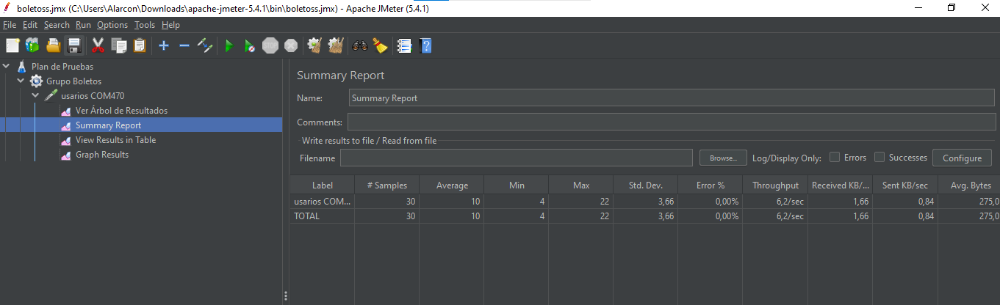 boletoss.jmx (C:\Users\Alarcon\Downloads\apache-jmeter-5.4.1\bin\boletoss.jmx) - Apache JMeter (5.4.1)
File Edit Search Run Options Tools Help
STOP
Plan de Pruebas
Grupo Boletos
usarios COM470
Ver Árbol de Resultados
Summary Report
View Results in Table
Graph Results
Summary Report
Name: Summary Report
Comments:
Write results to file / Read from file
Filename Browse... Log/Display Only: Errors Successes Configure
Label # Samples Average Min Max Std. Dev. Error % Throughput Received KB/... Sent KB/sec Avg. Bytes
usarios COM... 30 10 4 22 3,66 0,00% 6,2/sec 1,66 0,84 275,0
TOTAL 30 10 4 22 3,66 0,00% 6,2/sec 1,66 0,84 275,0